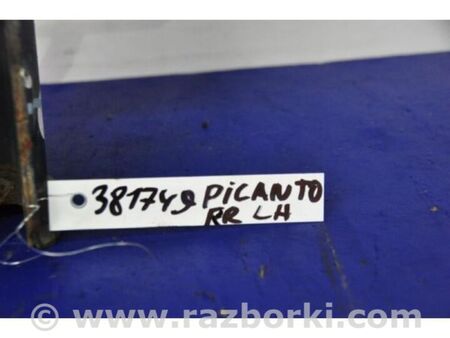 381749 PICANTO
RR LH
© www.razborki.com